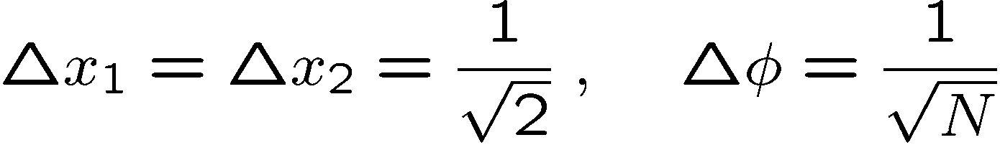 Δx₁ = Δx₂ = 1/√2 , Δϕ = 1/√N